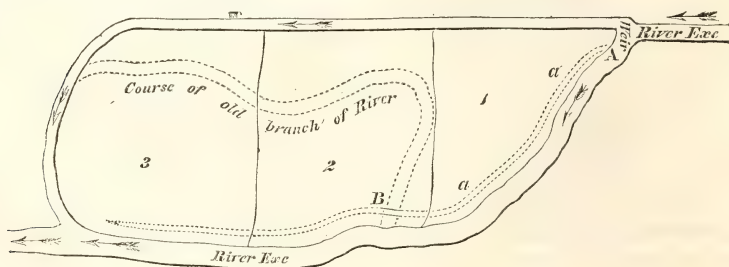 Weir
River Exe
A
a
1
Course of old branch of River
3
2
B
a
River Exe